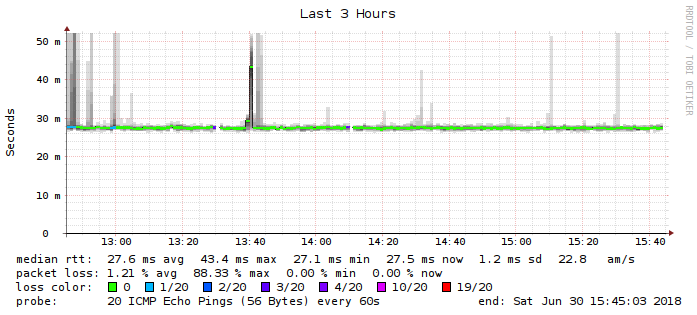 Last 3 Hours
RRDTOOL / TOBI OETIKER
Seconds
50 m
40 m
30 m
20 m
10 m
0
13:00 13:20 13:40 14:00 14:20 14:40 15:00 15:20 15:40
median rtt: 27.6 ms avg 43.4 ms max 27.1 ms min 27.5 ms now 1.2 ms sd 22.8 am/s
packet loss: 1.21 % avg 88.33 % max 0.00 % min 0.00 % now
loss color: 0 1/20 2/20 3/20 4/20 10/20 19/20
probe: 20 ICMP Echo Pings (56 Bytes) every 60s end: Sat Jun 30 15:45:03 2018